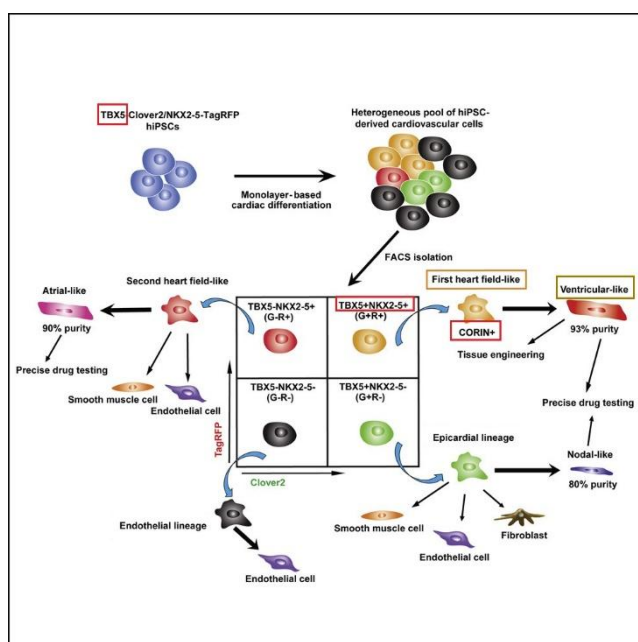 TBX5-Clover2/NKX2-5-TagRFP
hiPSCs
Heterogeneous pool of hiPSC-
derived cardiovascular cells
Monolayer-based
cardiac differentiation
FACS isolation
Atrial-like
90% purity
Precise drug testing
Second heart field-like
Smooth muscle cell
Endothelial cell
TBX5-NKX2-5+
(G-R+)
TBX5+NKX2-5+
(G+R+)
TBX5-NKX2-5-
(G-R-)
TBX5+NKX2-5-
(G+R-)
TagRFP
Clover2
First heart field-like
CORIN+
Ventricular-like
93% purity
Tissue engineering
Precise drug testing
Epicardial lineage
Nodal-like
80% purity
Smooth muscle cell
Endothelial cell
Fibroblast
Endothelial lineage
Endothelial cell